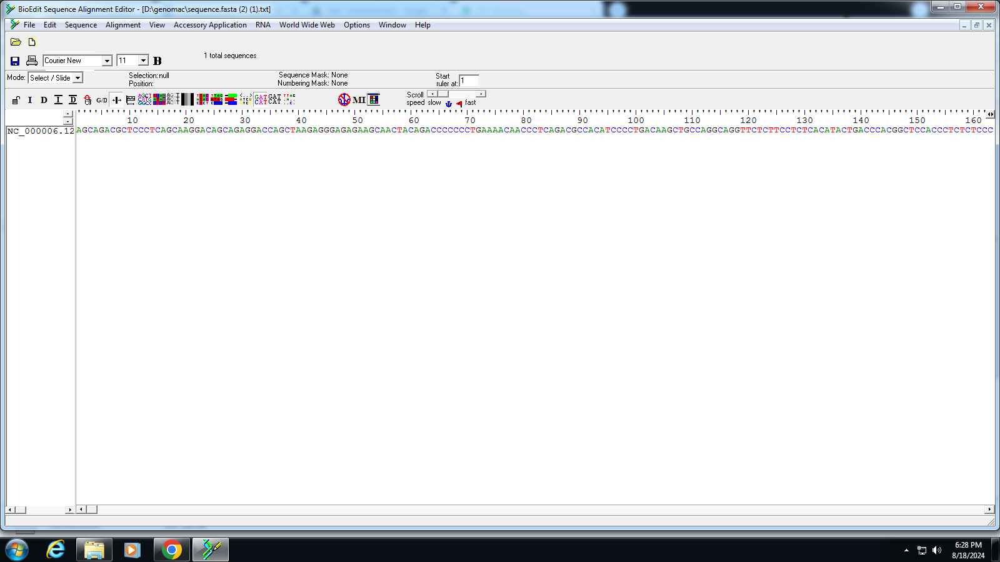 BioEdit Sequence Alignment Editor - [D:\genomac\sequence.fasta (2) (1).txt]
File Edit Sequence Alignment View Accessory Application RNA World Wide Web Options Window Help
Courier New 11 B 1 total sequences
Mode: Select / Slide Selection: null Position: Sequence Mask: None Numbering Mask: None Start ruler at: 1
I D I D G/D MI Scroll speed slow fast
10 20 30 40 50 60 70 80 90 100 110 120 130 140 150 160
NC_000006.12 AGCAGACGCTCCCTCAGCAAGGACAGCAGAGGACCAGCTAAGAGGGAGAGAAGCAACTACAGACCCCCCCTGAAAACAACCCTCAGACGCCACATCCCCTGACAAGCTGCCAGGCAGGTTCTCTTCCTCTCACATACTGACCCACGGCTCCACCCTCTCTCCC
6:28 PM
8/18/2024